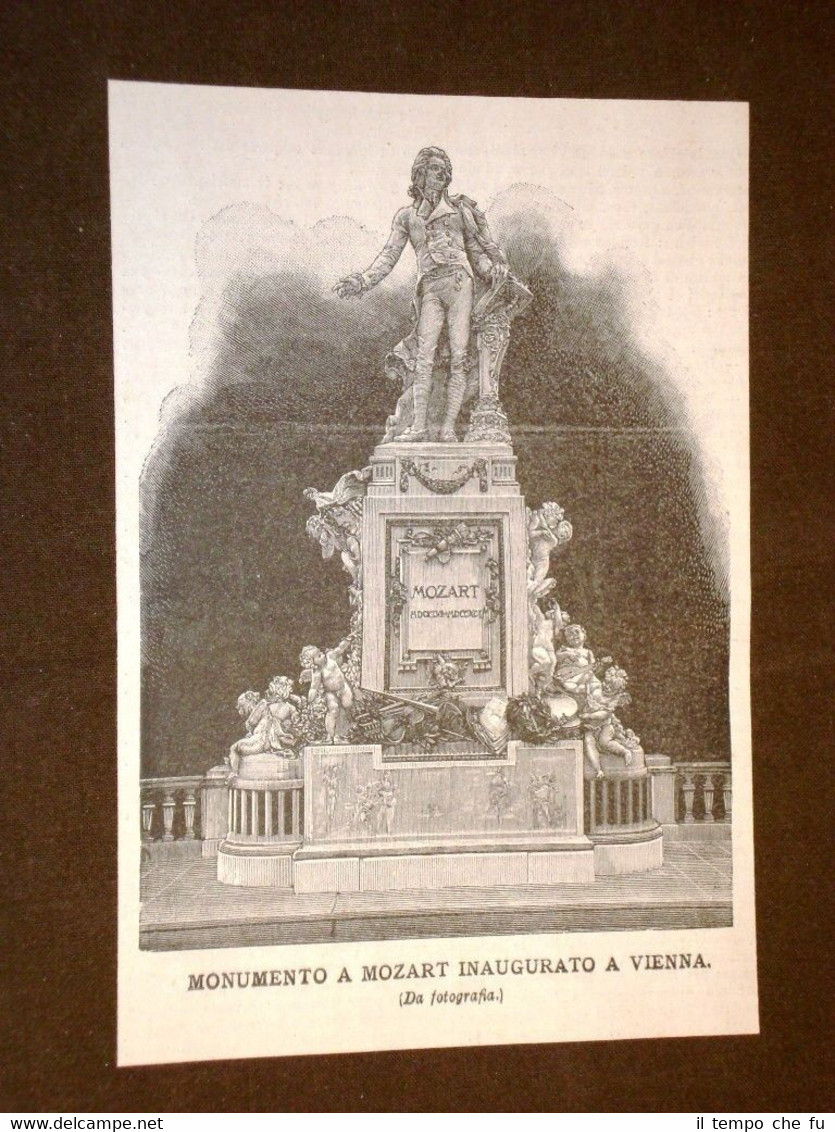 MOZART
MONUMENTO A MOZART INAUGURATO A VIENNA.
(Da fotografia.)
www.delcampe.net
il tempo che fu